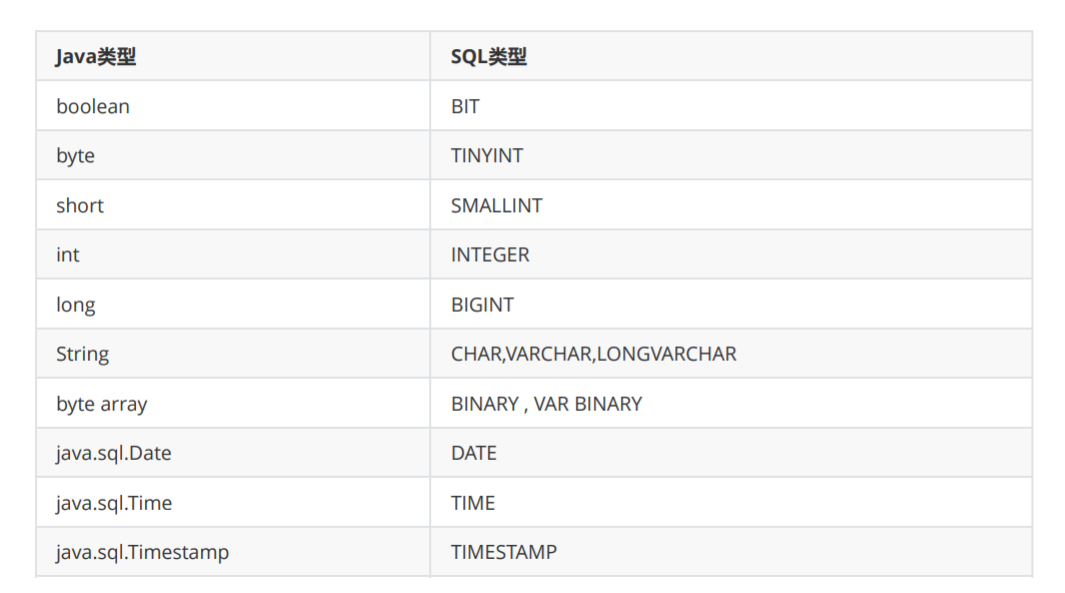 Java类型 SQL类型
boolean BIT
byte TINYINT
short SMALLINT
int INTEGER
long BIGINT
String CHAR,VARCHAR,LONGVARCHAR
byte array BINARY , VAR BINARY
java.sql.Date DATE
java.sql.Time TIME
java.sql.Timestamp TIMESTAMP